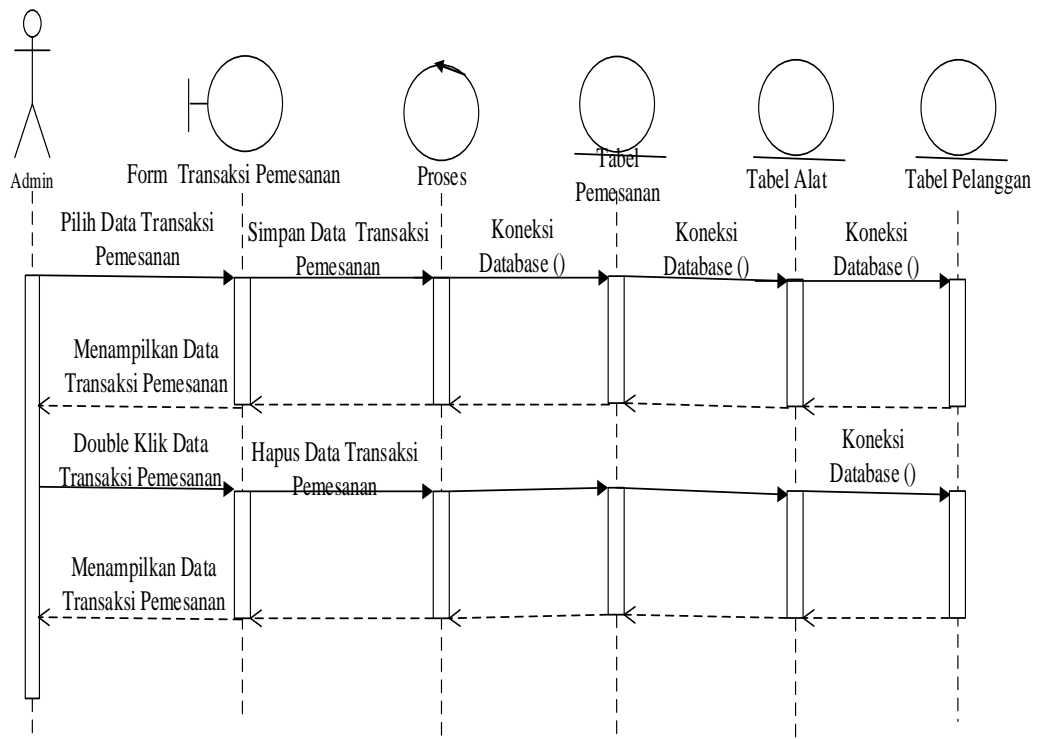 Admin
Form Transaksi Pemesanan
Proses
Tabel
Pemesanan
Tabel Alat
Tabel Pelanggan
Pilih Data Transaksi
Pemesanan
Simpan Data Transaksi
Pemesanan
Koneksi
Database ()
Koneksi
Database ()
Koneksi
Database ()
Menampilkan Data
Transaksi Pemesanan
Double Klik Data
Transaksi Pemesanan
Hapus Data Transaksi
Pemesanan
Koneksi
Database ()
Menampilkan Data
Transaksi Pemesanan